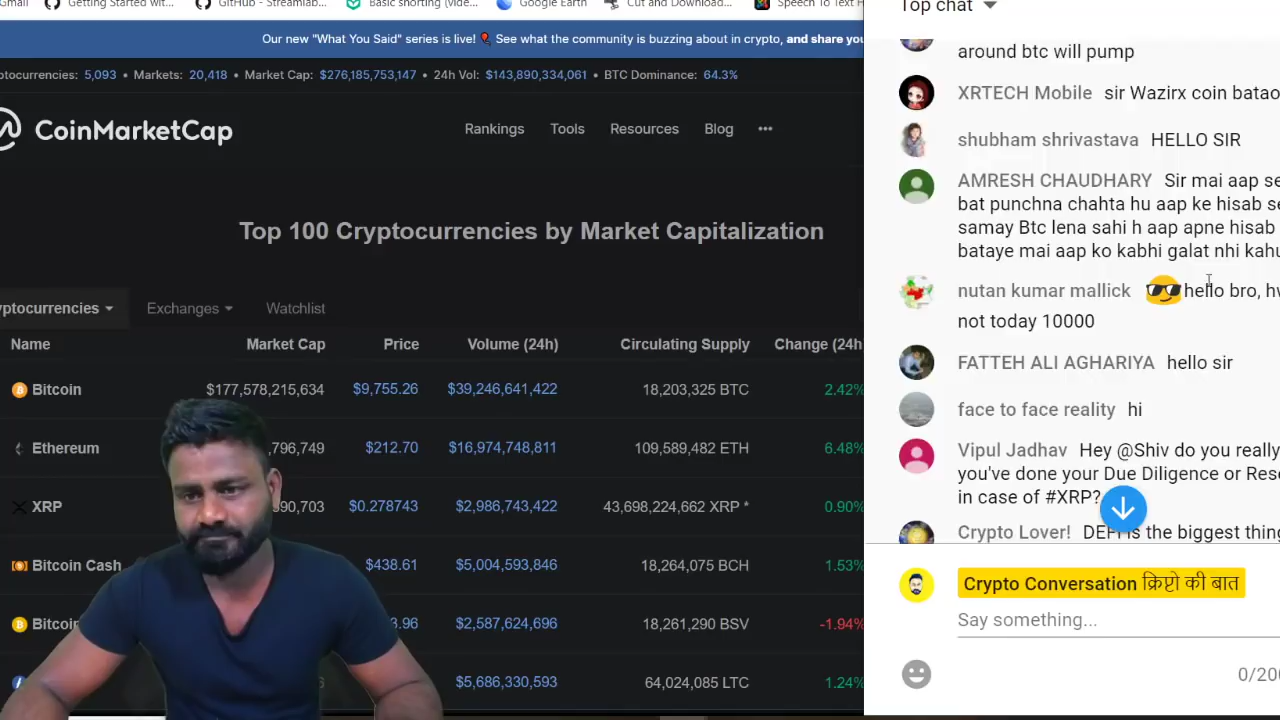 Gmail
Getting Started wit...
GitHub - Streamlab...
Basic shorting (vide...
Google Earth
Cut and Download...
Speech To Text
Our new "What You Said" series is live! 🎈 See what the community is buzzing about in crypto, and share you
ptocurrencies: 5,093 • Markets: 20,418 • Market Cap: $276,185,753,147 • 24h Vol: $143,890,334,061 • BTC Dominance: 64.3%
CoinMarketCap
Rankings Tools Resources Blog •••
Top 100 Cryptocurrencies by Market Capitalization
yptocurrencies Exchanges Watchlist
Name Market Cap Price Volume (24h) Circulating Supply Change (24h
Bitcoin $177,578,215,634 $9,755.26 $39,246,641,422 18,203,325 BTC 2.42%
Ethereum ,796,749 $212.70 $16,974,748,811 109,589,482 ETH 6.48%
XRP 90,703 $0.278743 $2,986,743,422 43,698,224,662 XRP * 0.90%
Bitcoin Cash $438.61 $5,004,593,846 18,264,075 BCH 1.53%
Bitcoi 3.96 $2,587,624,696 18,261,290 BSV -1.94%
$5,686,330,593 64,024,085 LTC 1.24%
Top chat
around btc will pump
XRTECH Mobile sir Wazirx coin batao
shubham shrivastava HELLO SIR
AMRESH CHAUDHARY Sir mai aap se
bat punchna chahta hu aap ke hisab se
samay Btc lena sahi h aap apne hisab
bataye mai aap ko kabhi galat nhi kahu
nutan kumar mallick 😎 hello bro, hw
not today 10000
FATTEH ALI AGHARIYA hello sir
face to face reality hi
Vipul Jadhav Hey @Shiv do you really
you've done your Due Diligence or Rese
in case of #XRP?
Crypto Lover! DEFI is the biggest thing
Crypto Conversation क्रिप्टो की बात
Say something...
0/200